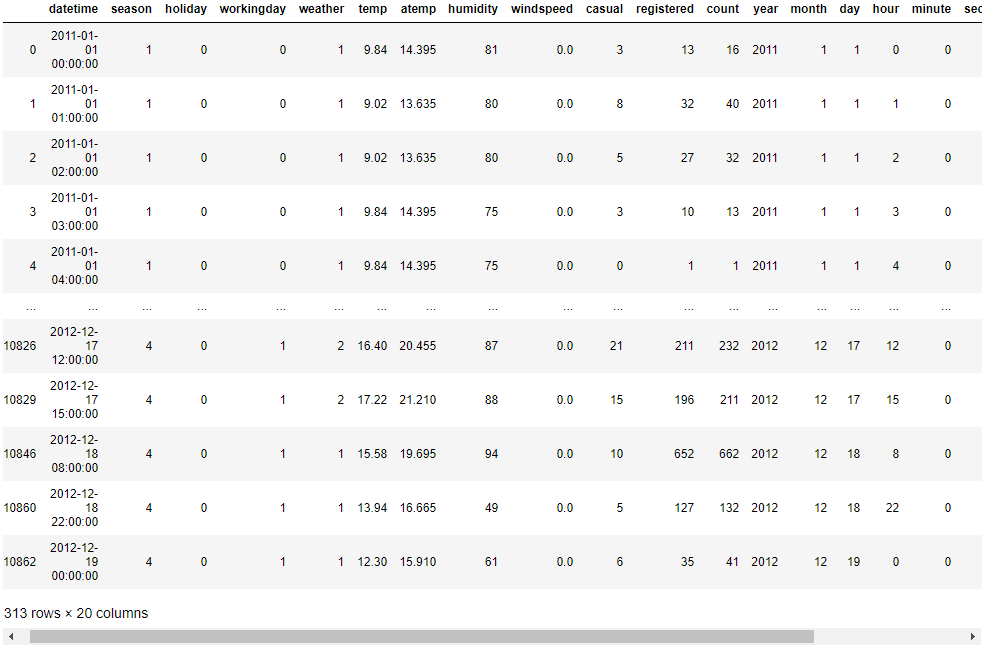 datetime season holiday workingday weather temp atemp humidity windspeed casual registered count year month day hour minute sec
2011-01-
0 01 1 0 0 1 9.84 14.395 81 0.0 3 13 16 2011 1 1 0 0
00:00:00
2011-01-
1 01 1 0 0 1 9.02 13.635 80 0.0 8 32 40 2011 1 1 1 0
01:00:00
2011-01-
2 01 1 0 0 1 9.02 13.635 80 0.0 5 27 32 2011 1 1 2 0
02:00:00
2011-01-
3 01 1 0 0 1 9.84 14.395 75 0.0 3 10 13 2011 1 1 3 0
03:00:00
2011-01-
4 01 1 0 0 1 9.84 14.395 75 0.0 0 1 1 2011 1 1 4 0
04:00:00
... ... ... ... ... ... ... ... ... ... ... ... ... ... ... ... ... ...
2012-12-
10826 17 4 0 1 2 16.40 20.455 87 0.0 21 211 232 2012 12 17 12 0
12:00:00
2012-12-
10829 17 4 0 1 2 17.22 21.210 88 0.0 15 196 211 2012 12 17 15 0
15:00:00
2012-12-
10846 18 4 0 1 1 15.58 19.695 94 0.0 10 652 662 2012 12 18 8 0
08:00:00
2012-12-
10860 18 4 0 1 1 13.94 16.665 49 0.0 5 127 132 2012 12 18 22 0
22:00:00
2012-12-
10862 19 4 0 1 1 12.30 15.910 61 0.0 6 35 41 2012 12 19 0 0
00:00:00
313 rows × 20 columns